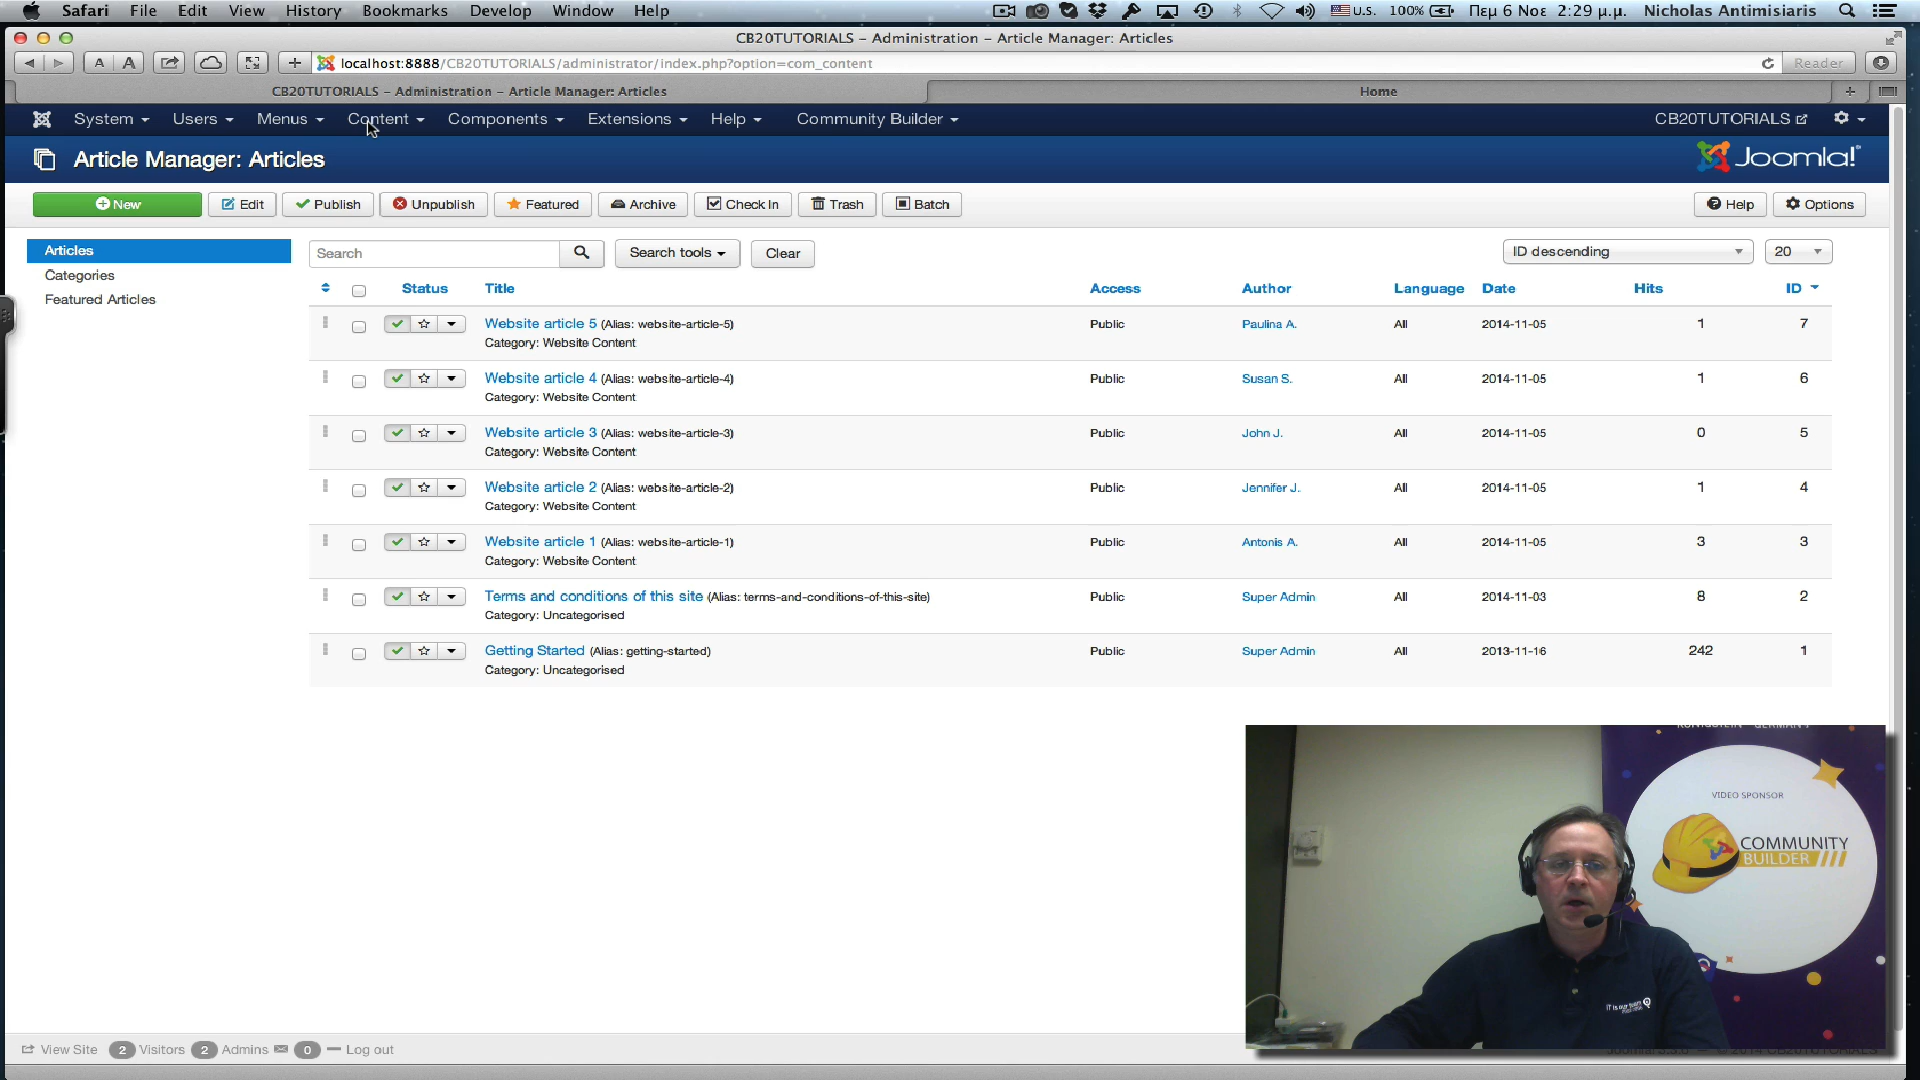 Safari File Edit View History Bookmarks Develop Window Help U.S. 100% Πεμ 6 Νοε 2:29 μ.μ. Nicholas Antimisiaris
CB20TUTORIALS – Administration – Article Manager: Articles
A A localhost:8888/CB20TUTORIALS/administrator/index.php?option=com_content Reader
CB20TUTORIALS – Administration – Article Manager: Articles Home
System Users Menus Content Components Extensions Help Community Builder CB20TUTORIALS
Article Manager: Articles Joomla!
New Edit Publish Unpublish Featured Archive Check In Trash Batch Help Options
Articles
Categories
Featured Articles
Search Search tools Clear ID descending 20
Status Title Access Author Language Date Hits ID
Website article 5 (Alias: website-article-5) Public Paulina A. All 2014-11-05 1 7
Category: Website Content
Website article 4 (Alias: website-article-4) Public Susan S. All 2014-11-05 1 6
Category: Website Content
Website article 3 (Alias: website-article-3) Public John J. All 2014-11-05 0 5
Category: Website Content
Website article 2 (Alias: website-article-2) Public Jennifer J. All 2014-11-05 1 4
Category: Website Content
Website article 1 (Alias: website-article-1) Public Antonis A. All 2014-11-05 3 3
Category: Website Content
Terms and conditions of this site (Alias: terms-and-conditions-of-this-site) Public Super Admin All 2014-11-03 8 2
Category: Uncategorised
Getting Started (Alias: getting-started) Public Super Admin All 2013-11-16 242 1
Category: Uncategorised
VIDEO SPONSOR
COMMUNITY
BUILDER
View Site 2 Visitors 2 Admins 0 Log out